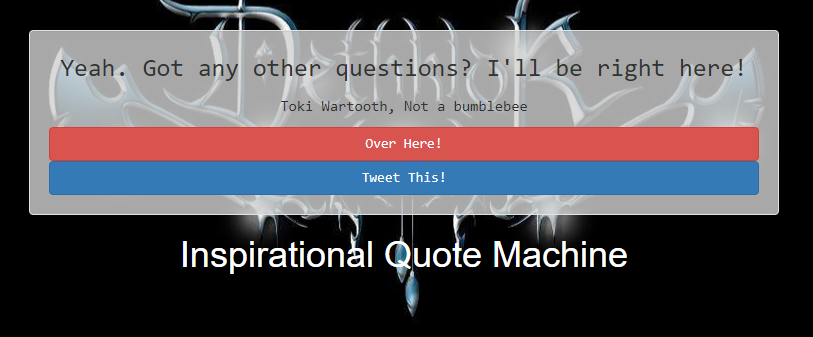 Dethklok
Yeah. Got any other questions? I'll be right here!
Toki Wartooth, Not a bumblebee
Over Here!
Tweet This!
Inspirational Quote Machine